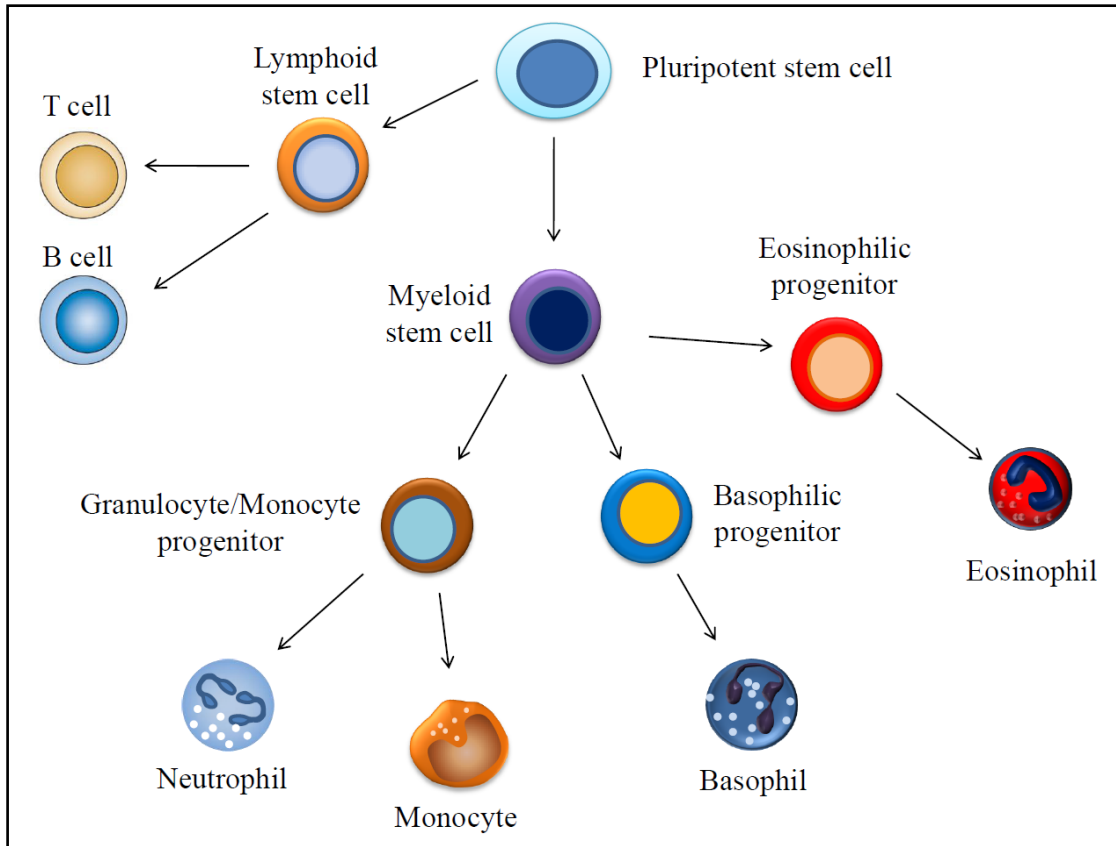 Pluripotent stem cell
Lymphoid
stem cell
T cell
B cell
Myeloid
stem cell
Eosinophilic
progenitor
Granulocyte/Monocyte
progenitor
Basophilic
progenitor
Eosinophil
Neutrophil
Monocyte
Basophil